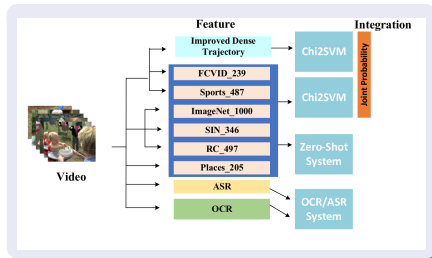 Feature
Integration
Improved Dense
Trajectory
Chi2SVM
Joint Probability
FCVID_239
Sports_487
ImageNet_1000
SIN_346
RC_497
Places_205
Chi2SVM
Zero-Shot
System
Video
ASR
OCR
OCR/ASR
System